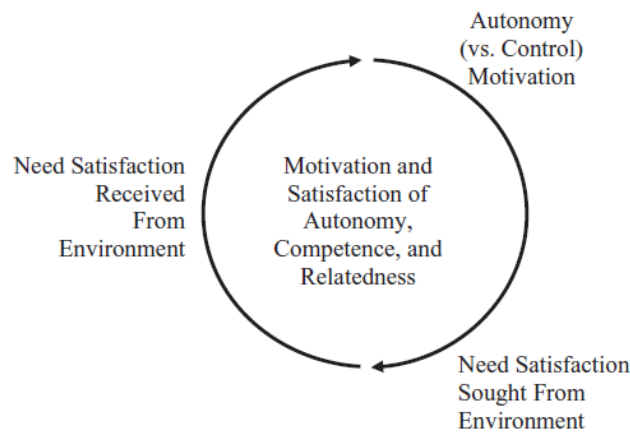 Autonomy
(vs. Control)
Motivation
Need Satisfaction
Received
From
Environment
Motivation and
Satisfaction of
Autonomy,
Competence, and
Relatedness
Need Satisfaction
Sought From
Environment